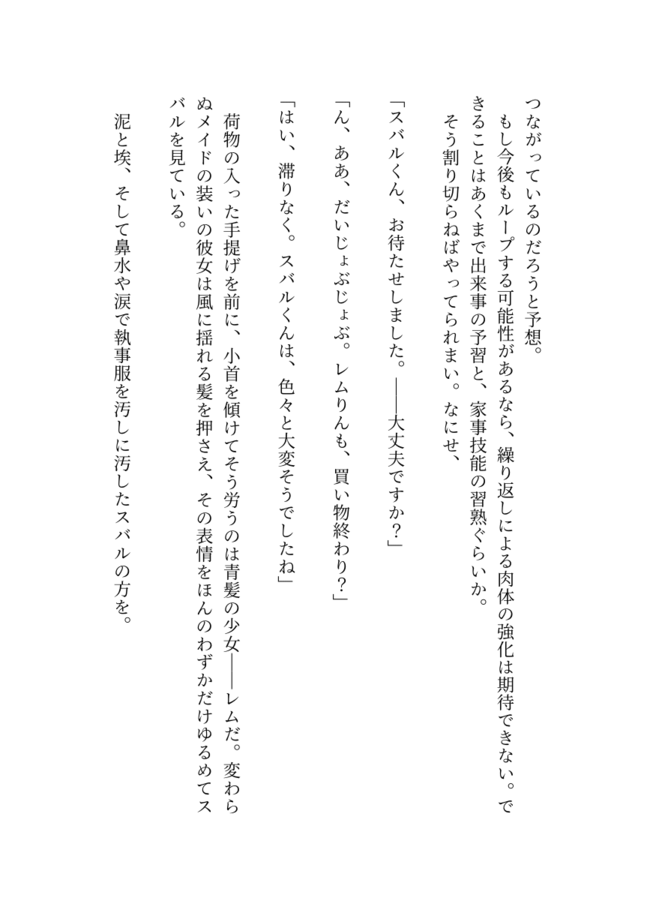 つながっているのだろうと予想。
もし今後もループする可能性があるなら、繰り返しによる肉体の強化は期待できない。で
きることはあくまで出来事の予習と、家事技能の習熟ぐらいか。
そう割り切らねばやってられまい。なにせ、
「スバルくん、お待たせしました。――大丈夫ですか？」
「ん、ああ、だいじょぶじょぶ。レムりんも、買い物終わり？」
「はい、滞りなく。スバルくんは、色々と大変そうでしたね」
荷物の入った手提げを前に、小首を傾けてそう労うのは青髪の少女――レムだ。変わら
ぬメイドの装いの彼女は風に揺れる髪を押さえ、その表情をほんのわずかだけゆるめてス
バルを見ている。
泥と埃、そして鼻水や涙で執事服を汚しに汚したスバルの方を。